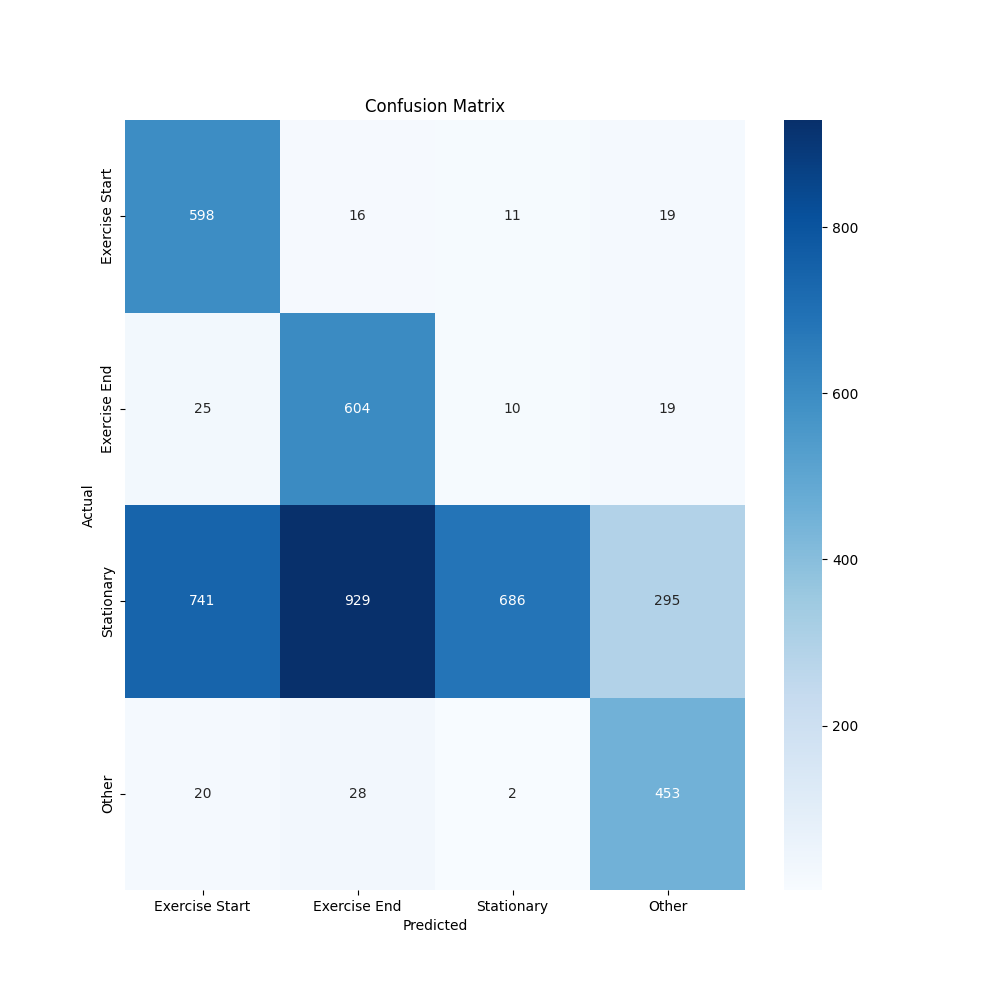 Confusion Matrix
Exercise Start
598 16 11 19
Exercise End
25 604 10 19
Stationary
741 929 686 295
Other
20 28 2 453
Actual
Exercise Start Exercise End Stationary Other
Predicted
800
600
400
200